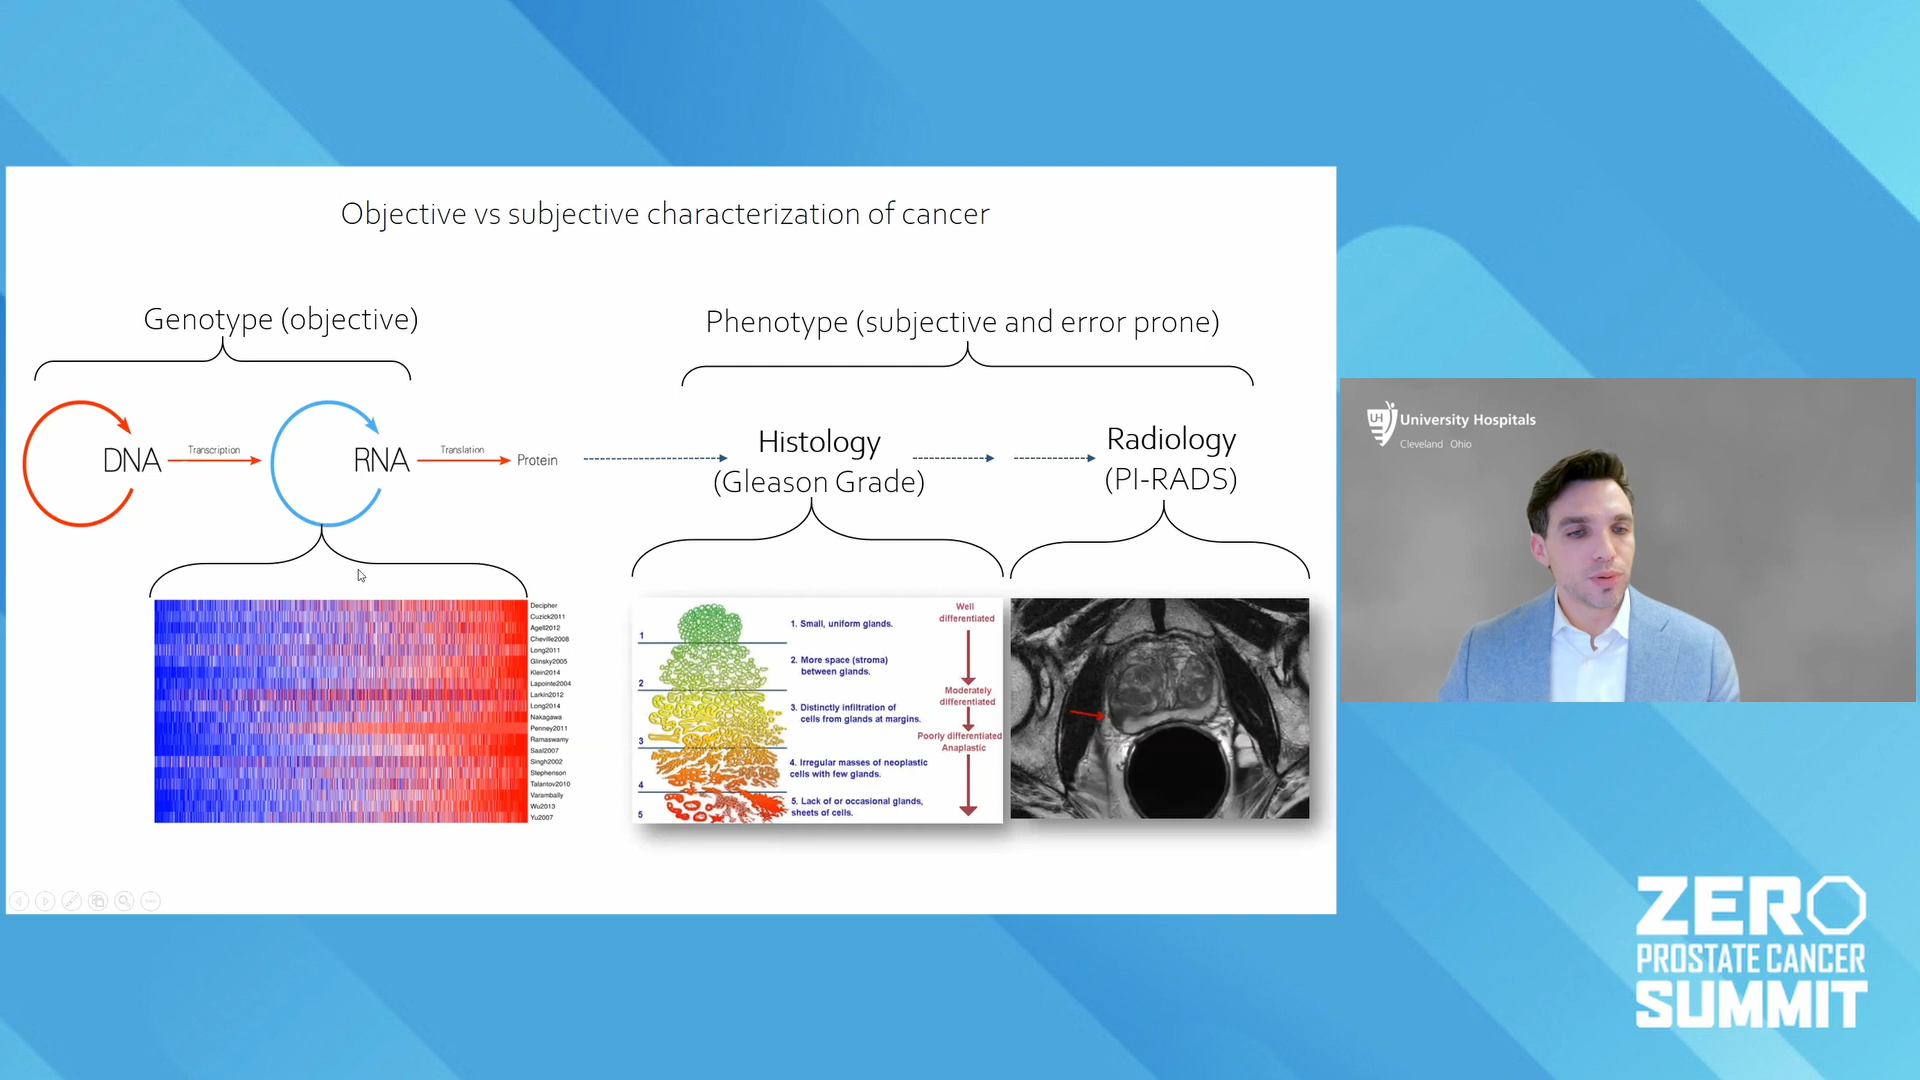 Objective vs subjective characterization of cancer
Genotype (objective)
Phenotype (subjective and error prone)
DNA
Transcription
RNA
Translation
Protein
Histology
(Gleason Grade)
Radiology
(PI-RADS)
Decipher
Cuzick2011
Agell2012
Cheville2008
Long2011
Glinsky2005
Klein2014
Lapointe2004
Larkin2012
Long2014
Nakagawa
Penney2011
Ramaswamy
Saal2007
Singh2002
Stephenson
Talantov2010
Varambally
Wu2013
Yu2007
1
2
3
4
5
1. Small, uniform glands.
2. More space (stroma)
between glands.
3. Distinctly infiltration of
cells from glands at margins.
4. Irregular masses of neoplastic
cells with few glands.
5. Lack of or occasional glands,
sheets of cells.
Well
differentiated
Moderately
differentiated
Poorly differentiated
Anaplastic
UH
University Hospitals
Cleveland Ohio
ZERO
PROSTATE CANCER
SUMMIT